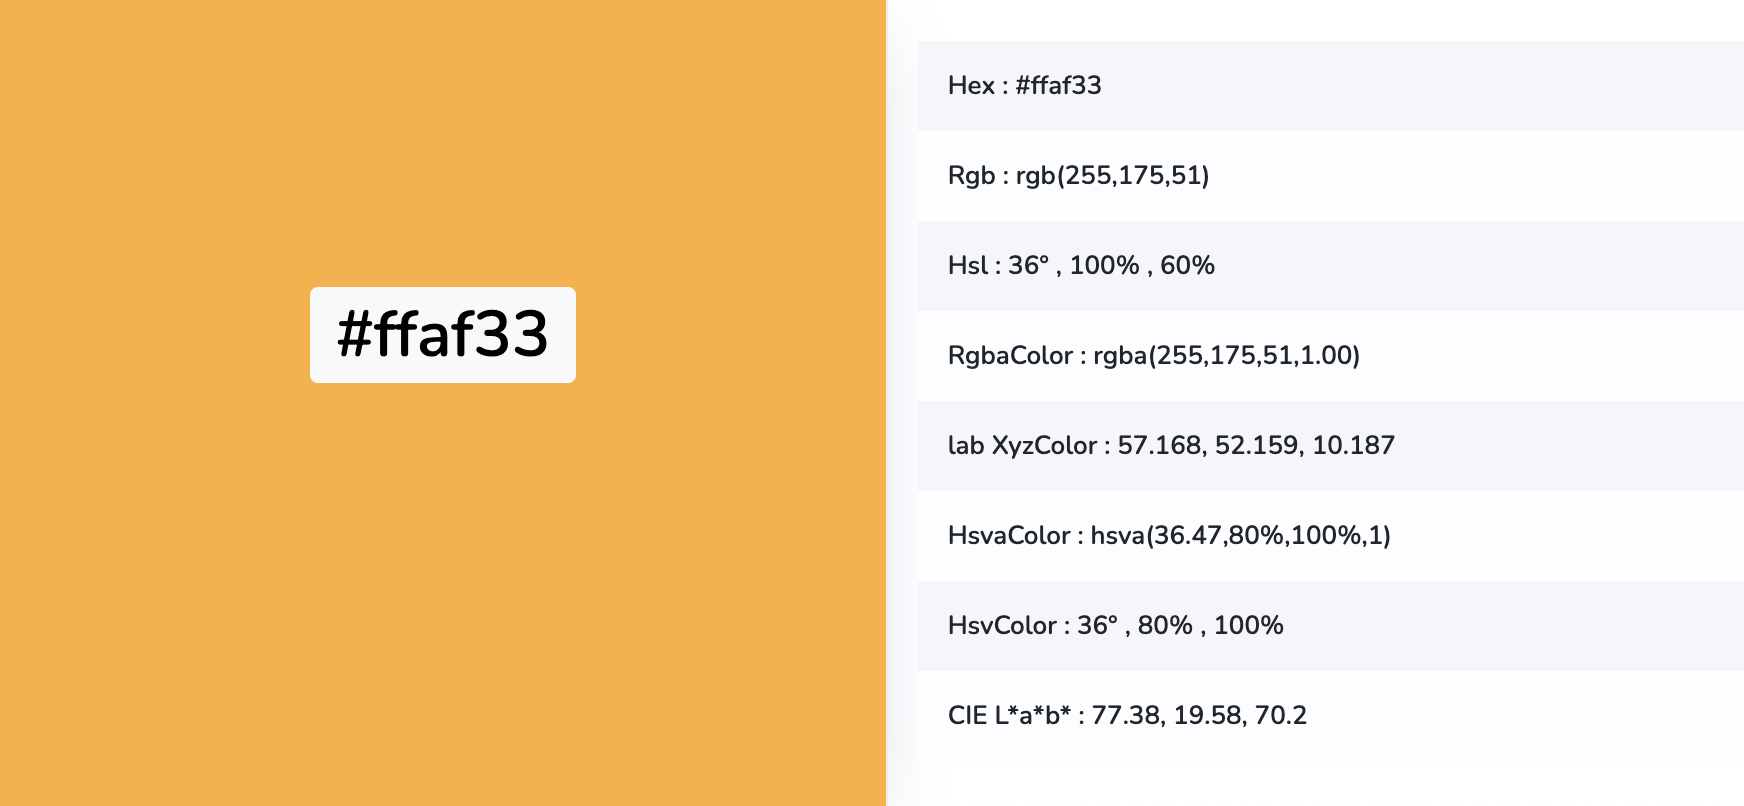 #ffaf33
Hex : #ffaf33
Rgb : rgb(255,175,51)
Hsl : 36° , 100% , 60%
RgbaColor : rgba(255,175,51,1.00)
lab XyzColor : 57.168, 52.159, 10.187
HsvaColor : hsva(36.47,80%,100%,1)
HsvColor : 36° , 80% , 100%
CIE L*a*b* : 77.38, 19.58, 70.2